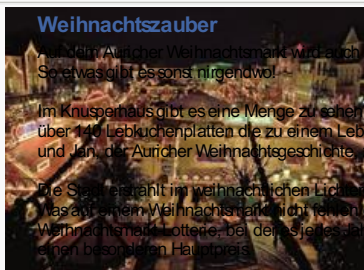 Weihnachtszauber
Auf dem Auricher Weihnachtsmarkt wird auch
So etwas gibt es sonst nirgendwo!
Im Knusperhaus gibt es eine Menge zu sehen
über 140 Lebkuchenplatten die zu einem Leb
und Jan, der Auricher Weihnachtsgeschichte,
Die Stadt erstrahlt im weihnachtlichen Lichter
Was auf einem Weihnachtsmarkt nicht fehlen
Weihnachtsmarkt-Lotterie, bei der es jedes Jah
einen besonderen Hauptpreis